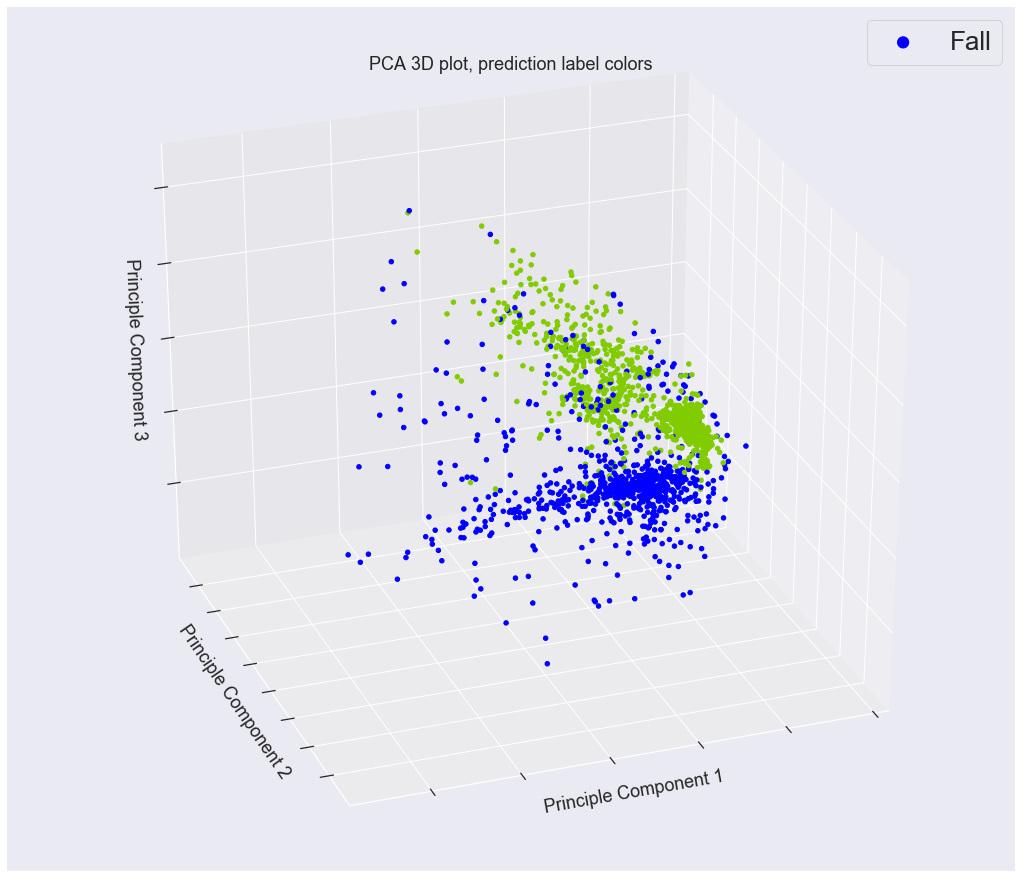 Fall
PCA 3D plot, prediction label colors
Principle Component 3
Principle Component 2
Principle Component 1